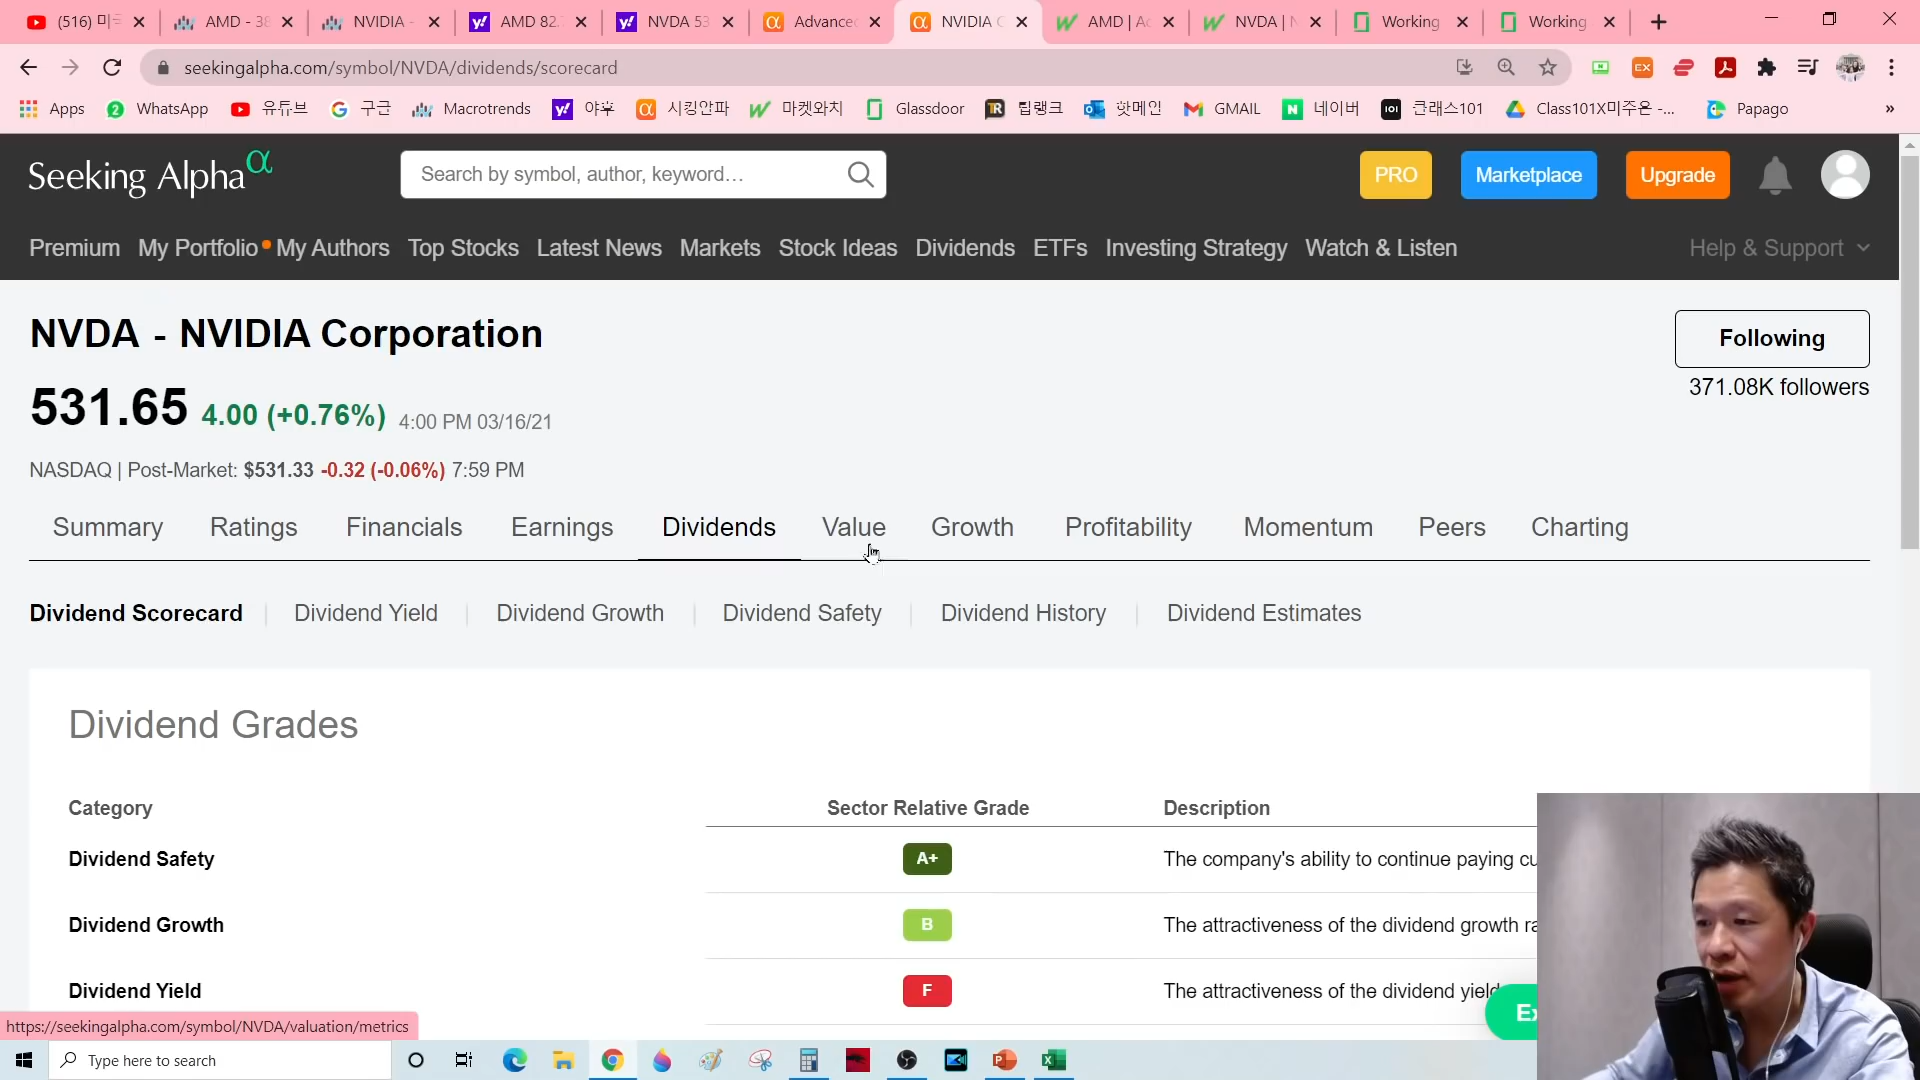 (516) 미국
AMD - 38
NVIDIA -
AMD 82.
NVDA 53
Advance
NVIDIA C
AMD | A
NVDA | N
Working
Working
seekingalpha.com/symbol/NVDA/dividends/scorecard
Apps
WhatsApp
유튜브
구글
Macrotrends
야후
시킹알파
마켓와치
Glassdoor
팁랭크
핫메일
GMAIL
네이버
클래스101
Class101X미주은 -...
Papago
»
Seeking Alpha α
Search by symbol, author, keyword...
PRO
Marketplace
Upgrade
Premium
My Portfolio
My Authors
Top Stocks
Latest News
Markets
Stock Ideas
Dividends
ETFs
Investing Strategy
Watch & Listen
Help & Support
NVDA - NVIDIA Corporation
Following
371.08K followers
531.65 4.00 (+0.76%) 4:00 PM 03/16/21
NASDAQ | Post-Market: $531.33 -0.32 (-0.06%) 7:59 PM
Summary
Ratings
Financials
Earnings
Dividends
Value
Growth
Profitability
Momentum
Peers
Charting
Dividend Scorecard
Dividend Yield
Dividend Growth
Dividend Safety
Dividend History
Dividend Estimates
Dividend Grades
Category
Sector Relative Grade
Description
Dividend Safety
A+
The company's ability to continue paying cu
Dividend Growth
B
The attractiveness of the dividend growth ra
Dividend Yield
F
The attractiveness of the dividend yield
https://seekingalpha.com/symbol/NVDA/valuation/metrics
Type here to search